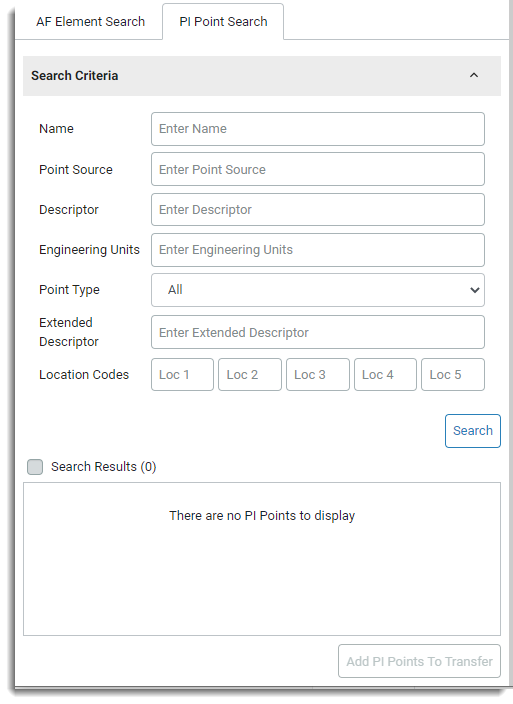 AF Element Search PI Point Search
Search Criteria
Name Enter Name
Point Source Enter Point Source
Descriptor Enter Descriptor
Engineering Units Enter Engineering Units
Point Type All
Extended
Descriptor Enter Extended Descriptor
Location Codes Loc 1 Loc 2 Loc 3 Loc 4 Loc 5
Search
Search Results (0)
There are no PI Points to display
Add PI Points To Transfer